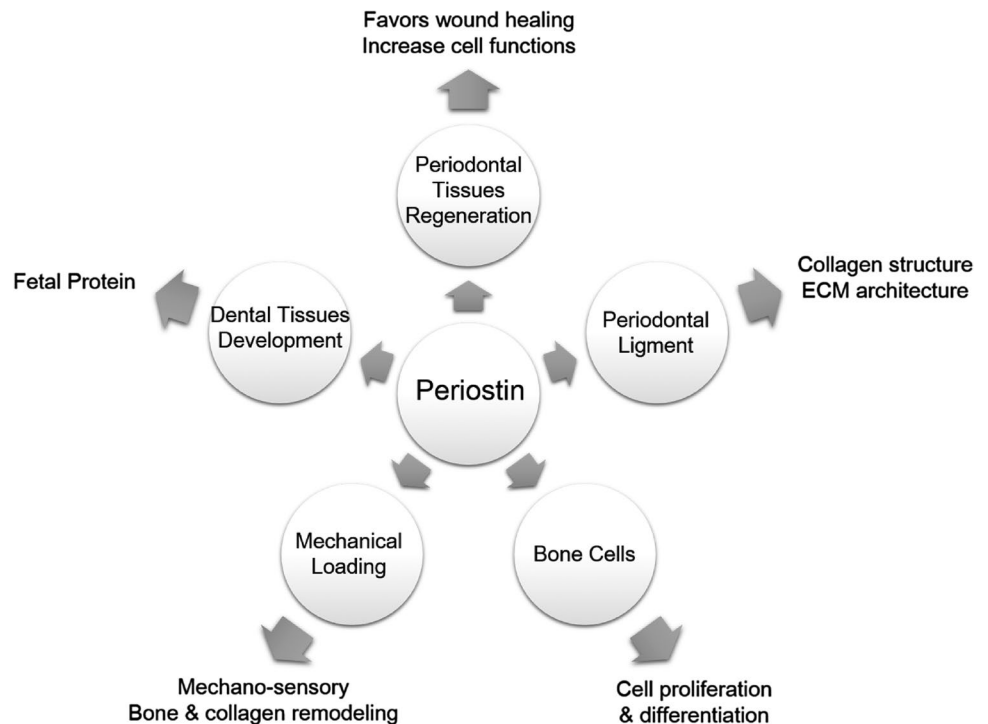 Favors wound healing
Increase cell functions
Periodontal
Tissues
Regeneration
Fetal Protein
Dental Tissues
Development
Collagen structure
ECM architecture
Periodontal
Ligment
Periostin
Mechanical
Loading
Bone Cells
Mechano-sensory
Bone & collagen remodeling
Cell proliferation
& differentiation